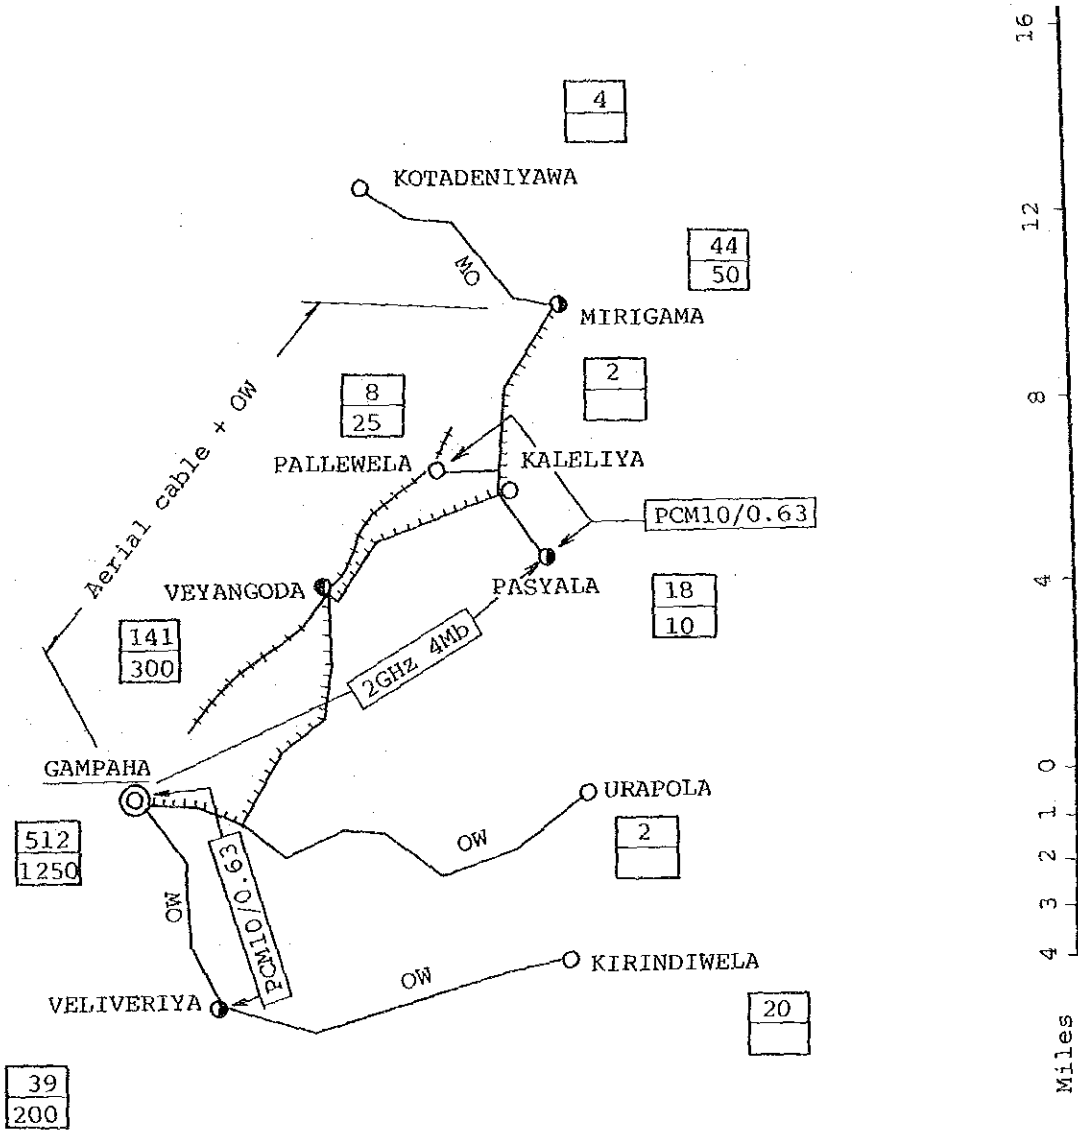 16
4
KOTADENIYAWA
12
44
50
OW
MIRIGAMA
2
8
8
25
Aerial cable + OW
PALLEWELA
KALELIYA
PCM10/0.63
VEYANGODA
PASYALA
4
18
10
141
300
2GHz 4Mb
GAMPAHA
0
URAPOLA
1
512
1250
2
OW
2
PCM10/0.63
OW
3
4
KIRINDIWELA
OW
VELIVERIYA
20
Miles
39
200